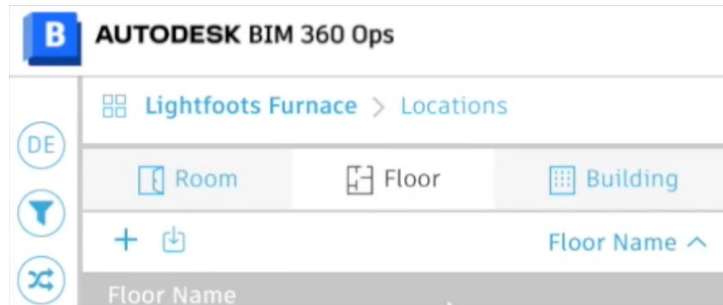 B AUTODESK BIM 360 Ops
Lightfoots Furnace > Locations
DE
Room Floor Building
Floor Name
Floor Name